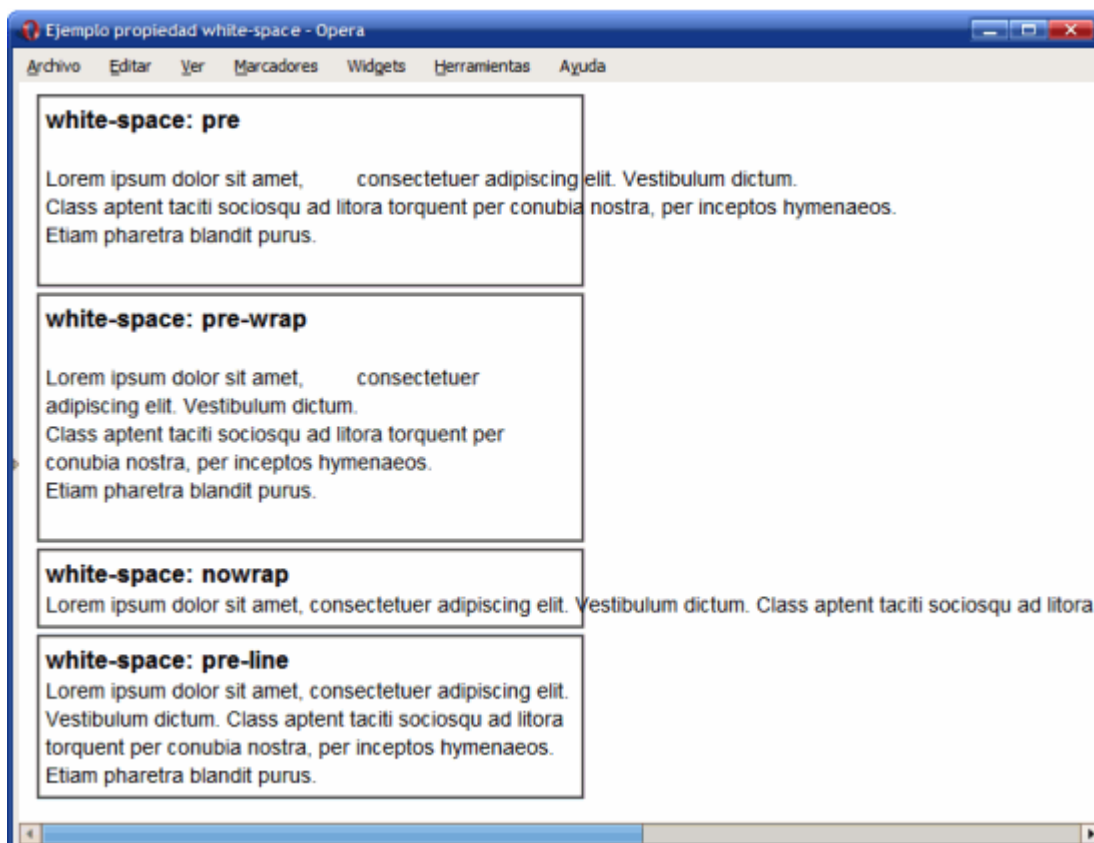 Ejemplo propiedad white-space - Opera
Archivo Editar Ver Marcadores Widgets Herramientas Ayuda
white-space: pre
Lorem ipsum dolor sit amet,         consectetuer adipiscing elit. Vestibulum dictum.
Class aptent taciti sociosqu ad litora torquent per conubia nostra, per inceptos hymenaeos.
Etiam pharetra blandit purus.
white-space: pre-wrap
Lorem ipsum dolor sit amet,         consectetuer
adipiscing elit. Vestibulum dictum.
Class aptent taciti sociosqu ad litora torquent per
conubia nostra, per inceptos hymenaeos.
Etiam pharetra blandit purus.
white-space: nowrap
Lorem ipsum dolor sit amet, consectetuer adipiscing elit. Vestibulum dictum. Class aptent taciti sociosqu ad litora
white-space: pre-line
Lorem ipsum dolor sit amet, consectetuer adipiscing elit.
Vestibulum dictum. Class aptent taciti sociosqu ad litora
torquent per conubia nostra, per inceptos hymenaeos.
Etiam pharetra blandit purus.